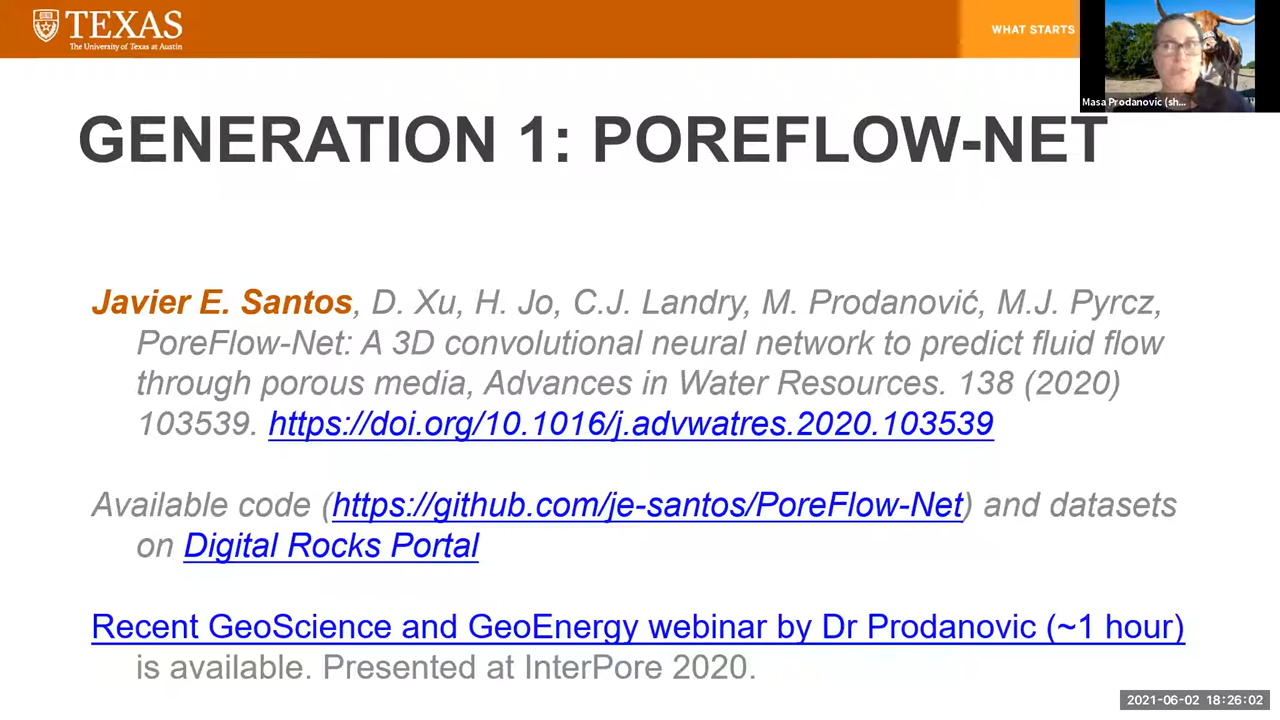 TEXAS
The University of Texas at Austin
WHAT STARTS
Masa Prodanovic (sh...
GENERATION 1: POREFLOW-NET
Javier E. Santos, D. Xu, H. Jo, C.J. Landry, M. Prodanović, M.J. Pyrcz,
PoreFlow-Net: A 3D convolutional neural network to predict fluid flow
through porous media, Advances in Water Resources. 138 (2020)
103539. https://doi.org/10.1016/j.advwatres.2020.103539
Available code (https://github.com/je-santos/PoreFlow-Net) and datasets
on Digital Rocks Portal
Recent GeoScience and GeoEnergy webinar by Dr Prodanovic (~1 hour)
is available. Presented at InterPore 2020.
2021-06-02 18:26:02